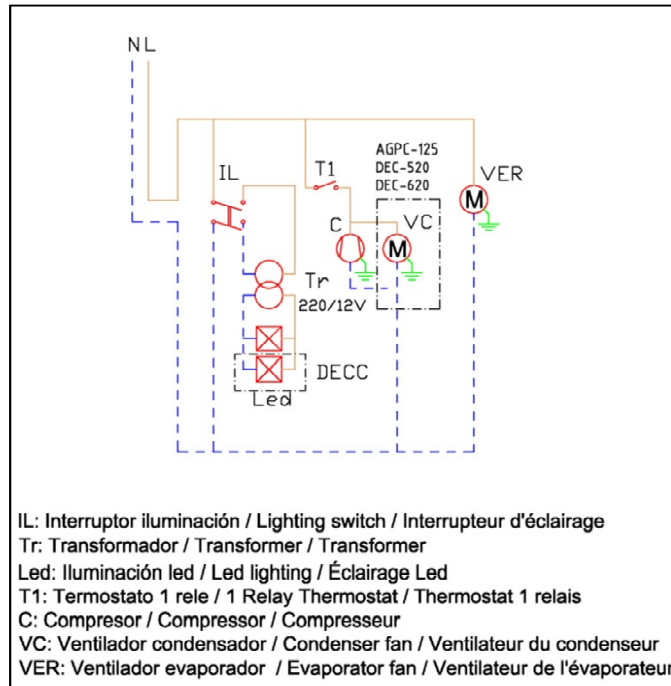 N L
AGPC-125
DEC-520
DEC-620
IL
T1
VER
M
C
VC
M
Tr
220/12V
DECC
Led
IL: Interruptor iluminación / Lighting switch / Interrupteur d'éclairage
Tr: Transformador / Transformer / Transformer
Led: Iluminación led / Led lighting / Éclairage Led
T1: Termostato 1 rele / 1 Relay Thermostat / Thermostat 1 relais
C: Compresor / Compressor / Compresseur
VC: Ventilador condensador / Condenser fan / Ventilateur du condenseur
VER: Ventilador evaporador / Evaporator fan / Ventilateur de l'évaporateur